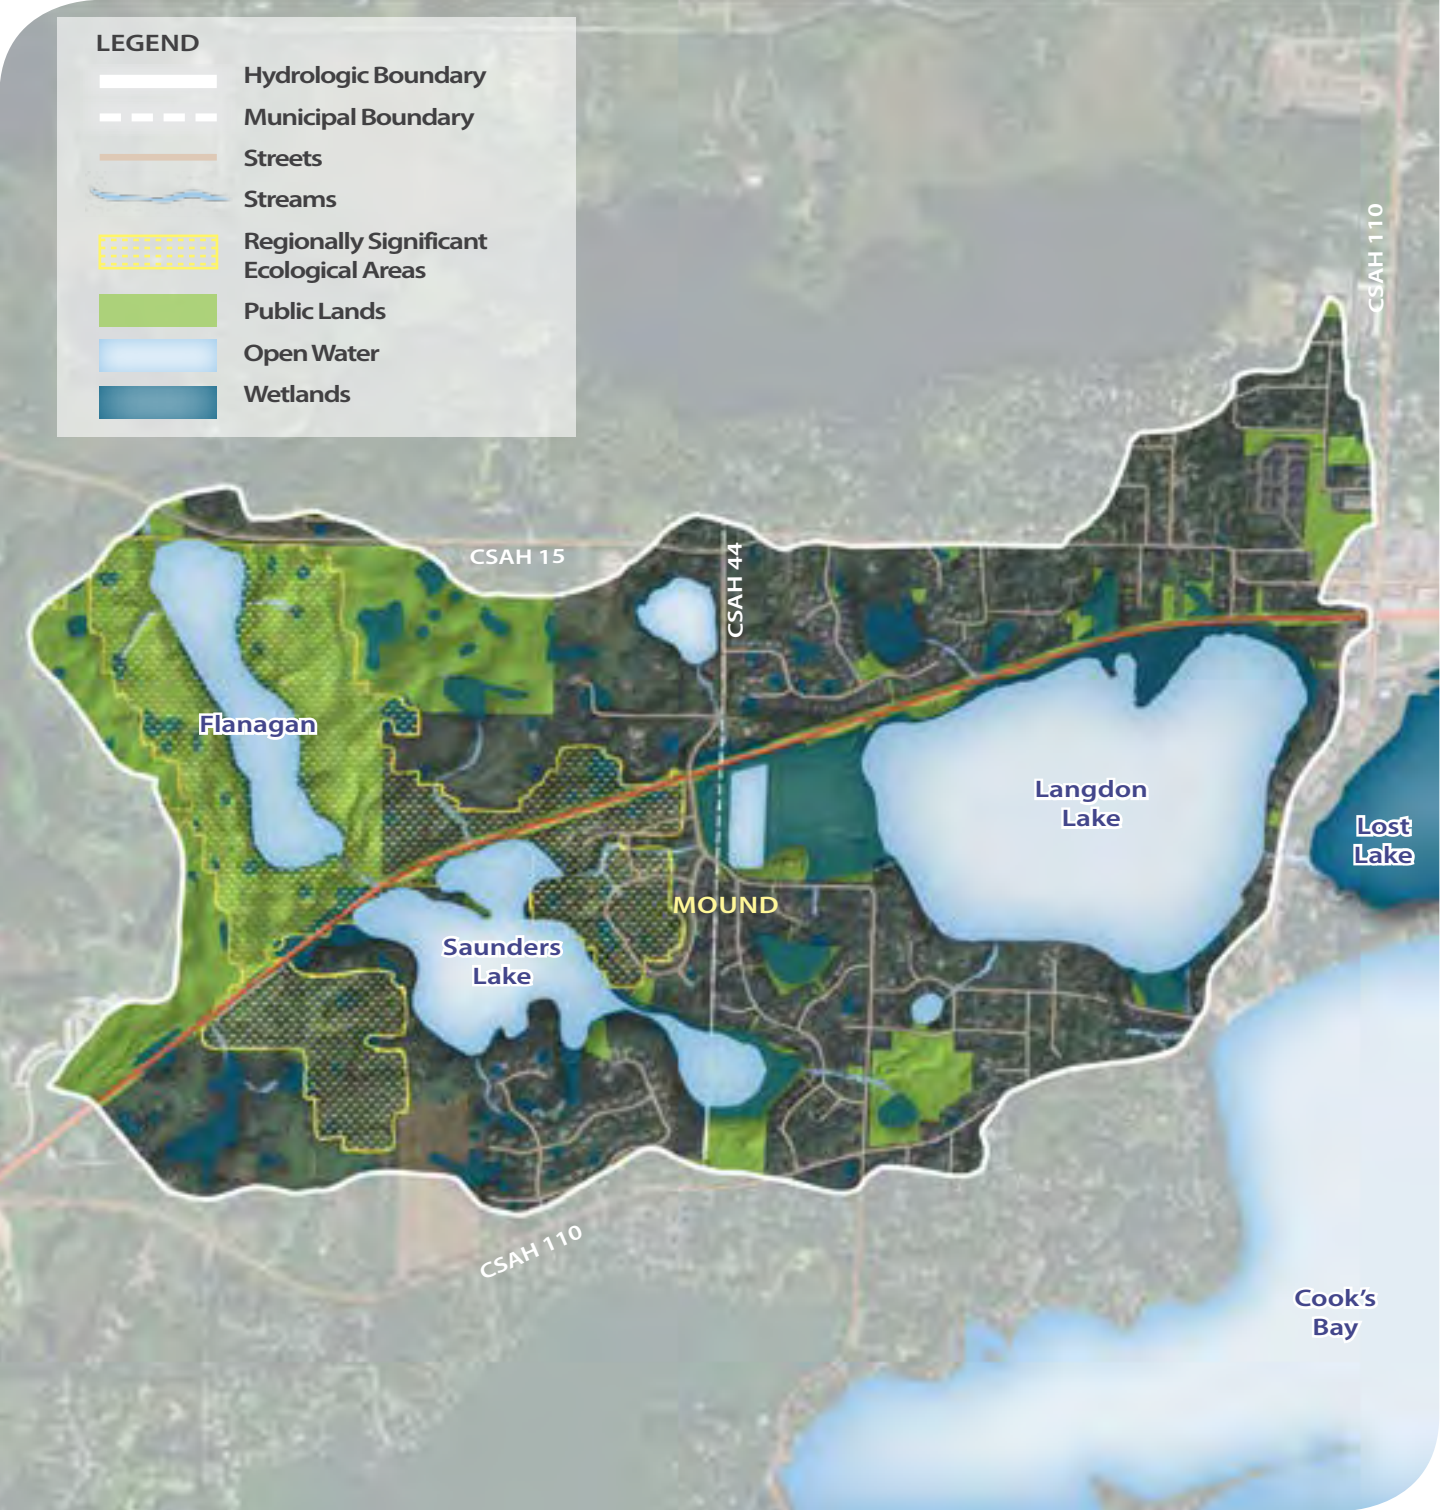 LEGEND
Hydrologic Boundary
Municipal Boundary
Streets
Streams
Regionally Significant
Ecological Areas
Public Lands
Open Water
Wetlands
CSAH 110
CSAH 15
CSAH 44
Flanagan
Langdon
Lake
Lost
Lake
MOUND
Saunders
Lake
CSAH 110
Cook’s
Bay